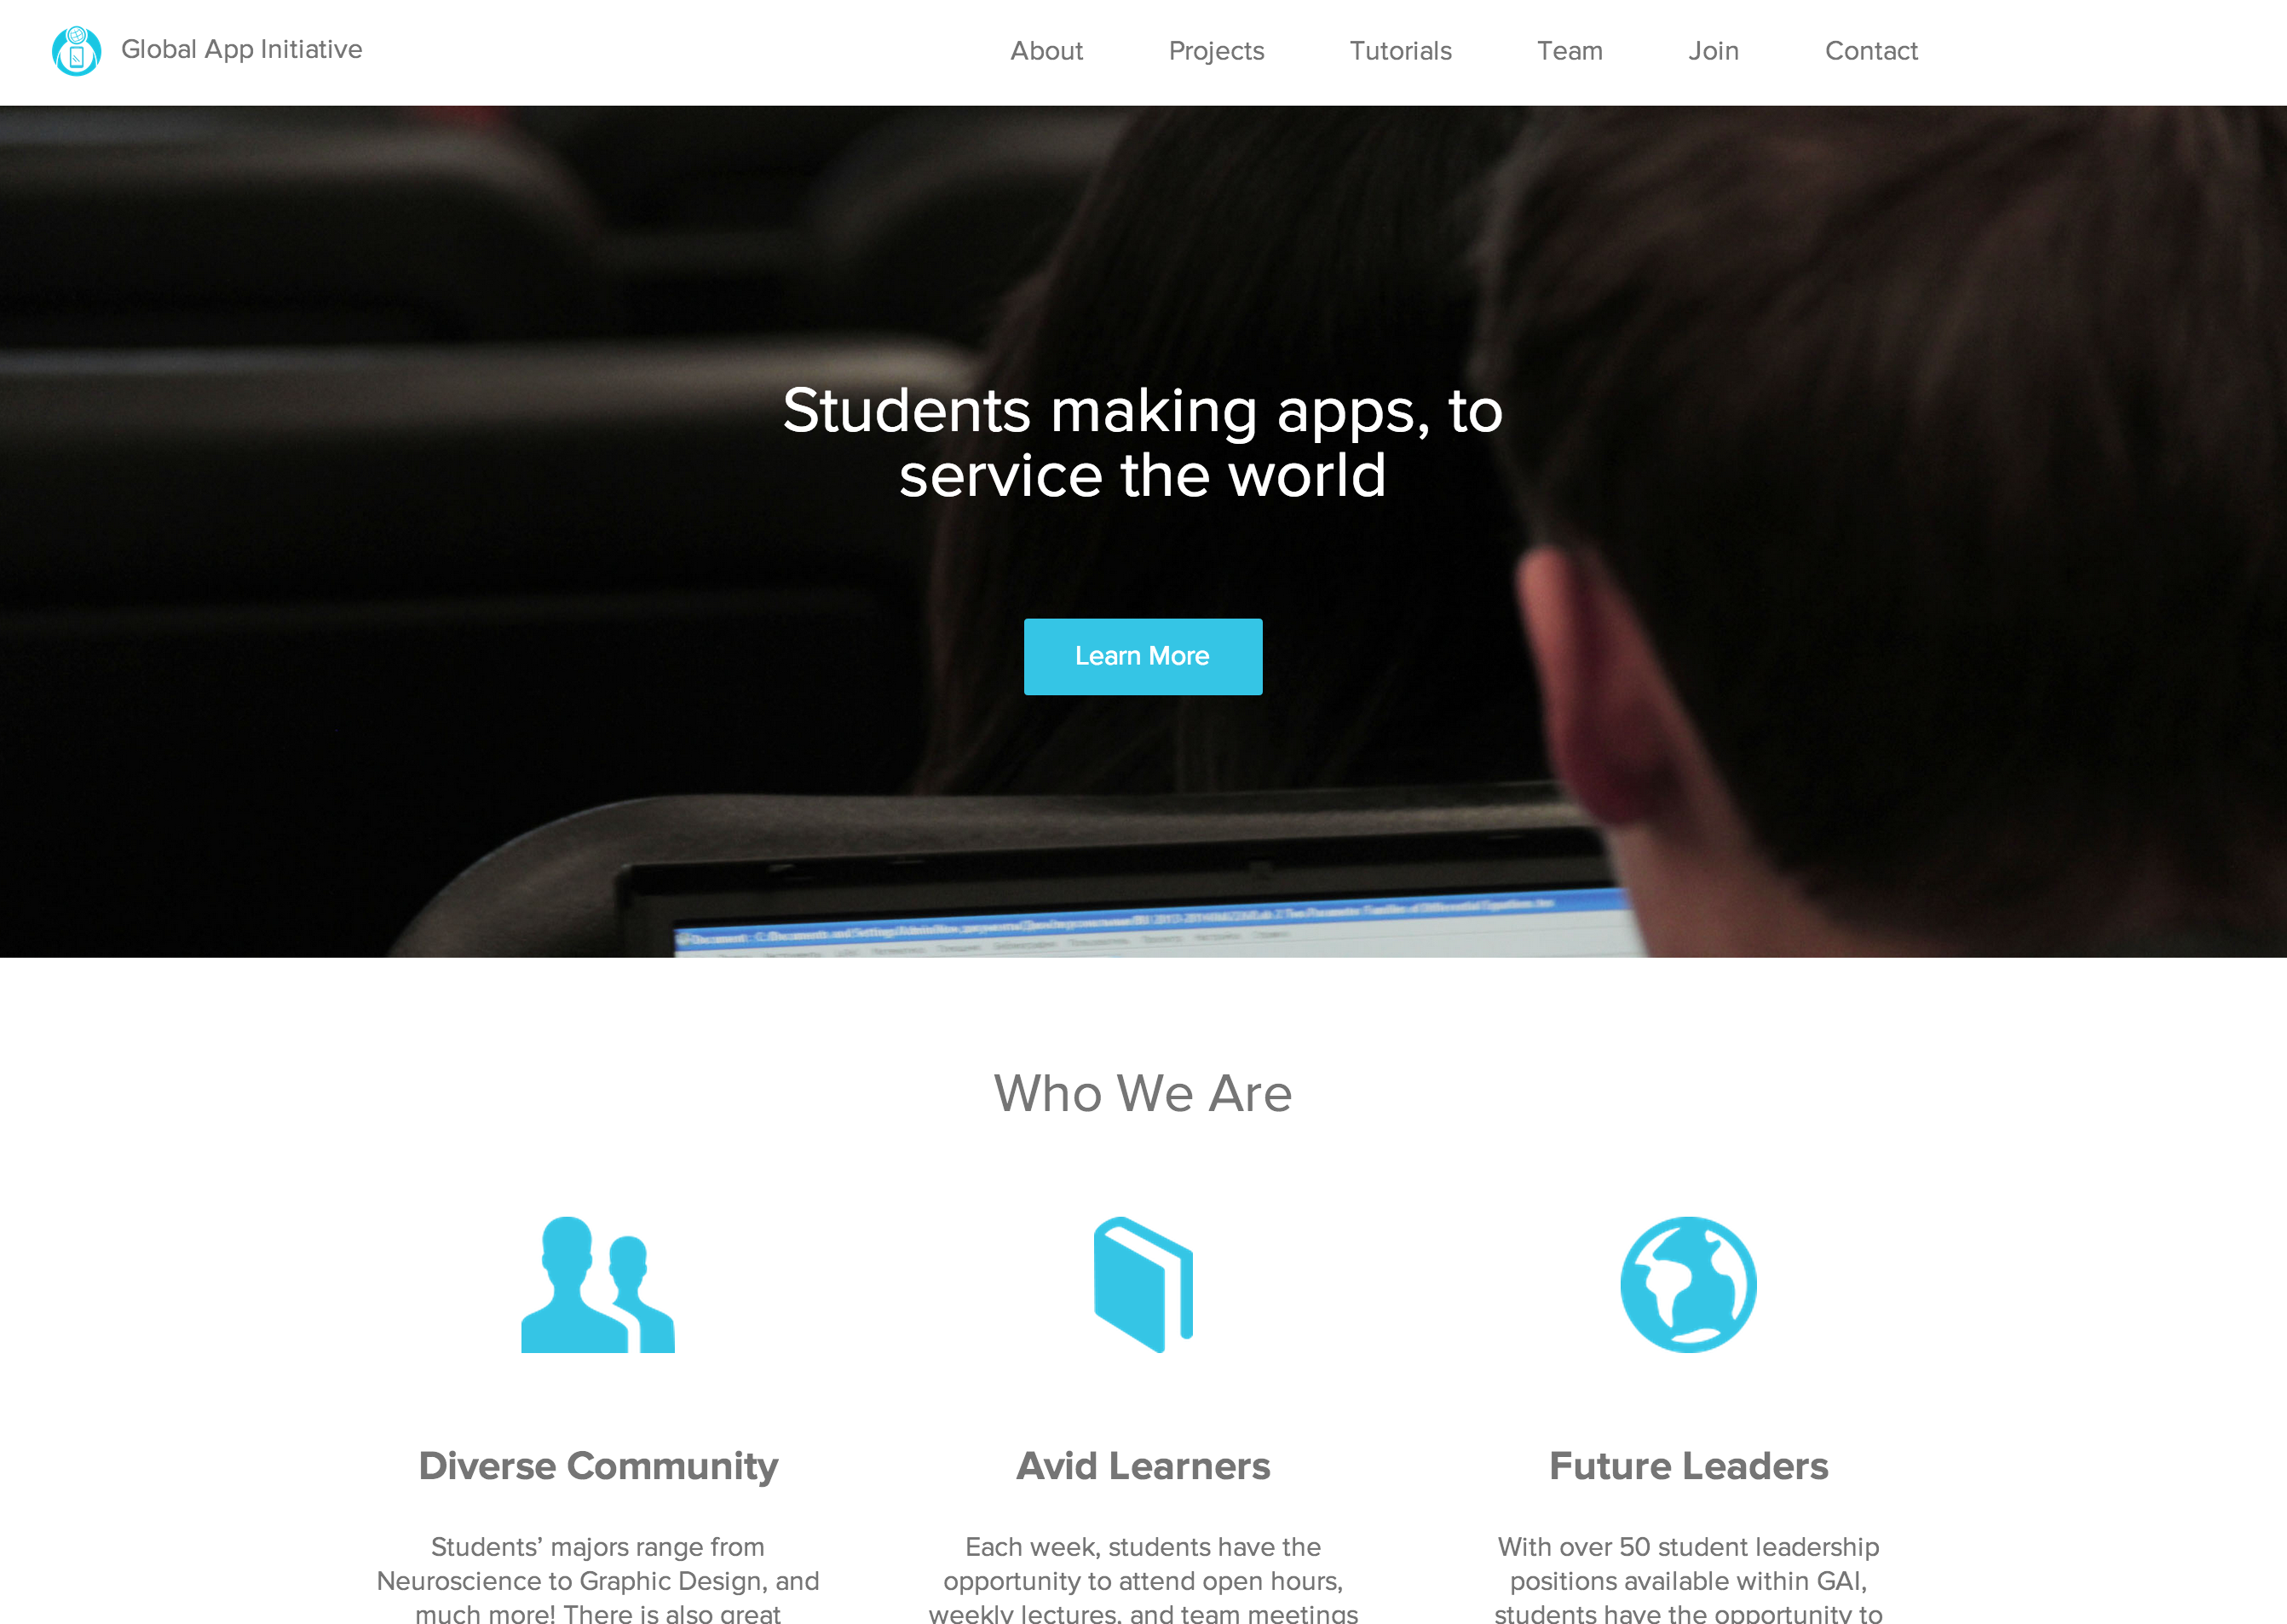 Global App Initiative
About Projects Tutorials Team Join Contact
Students making apps, to
service the world
Learn More
Who We Are
Diverse Community
Students’ majors range from
Neuroscience to Graphic Design, and
much more! There is also great
Avid Learners
Each week, students have the
opportunity to attend open hours,
weekly lectures, and team meetings
Future Leaders
With over 50 student leadership
positions available within GAI,
students have the opportunity to